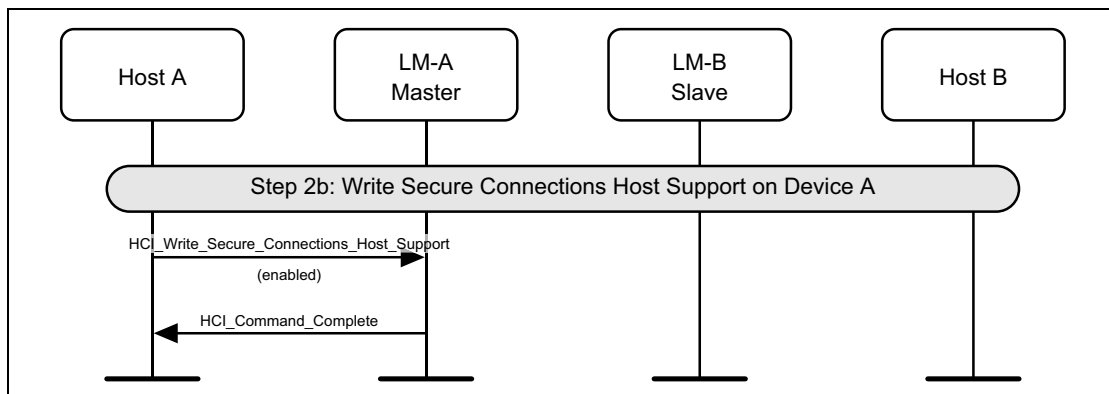 Host A
LM-A
Master
LM-B
Slave
Host B
Step 2b: Write Secure Connections Host Support on Device A
HCI_Write_Secure_Connections_Host_Support
(enabled)
HCI_Command_Complete